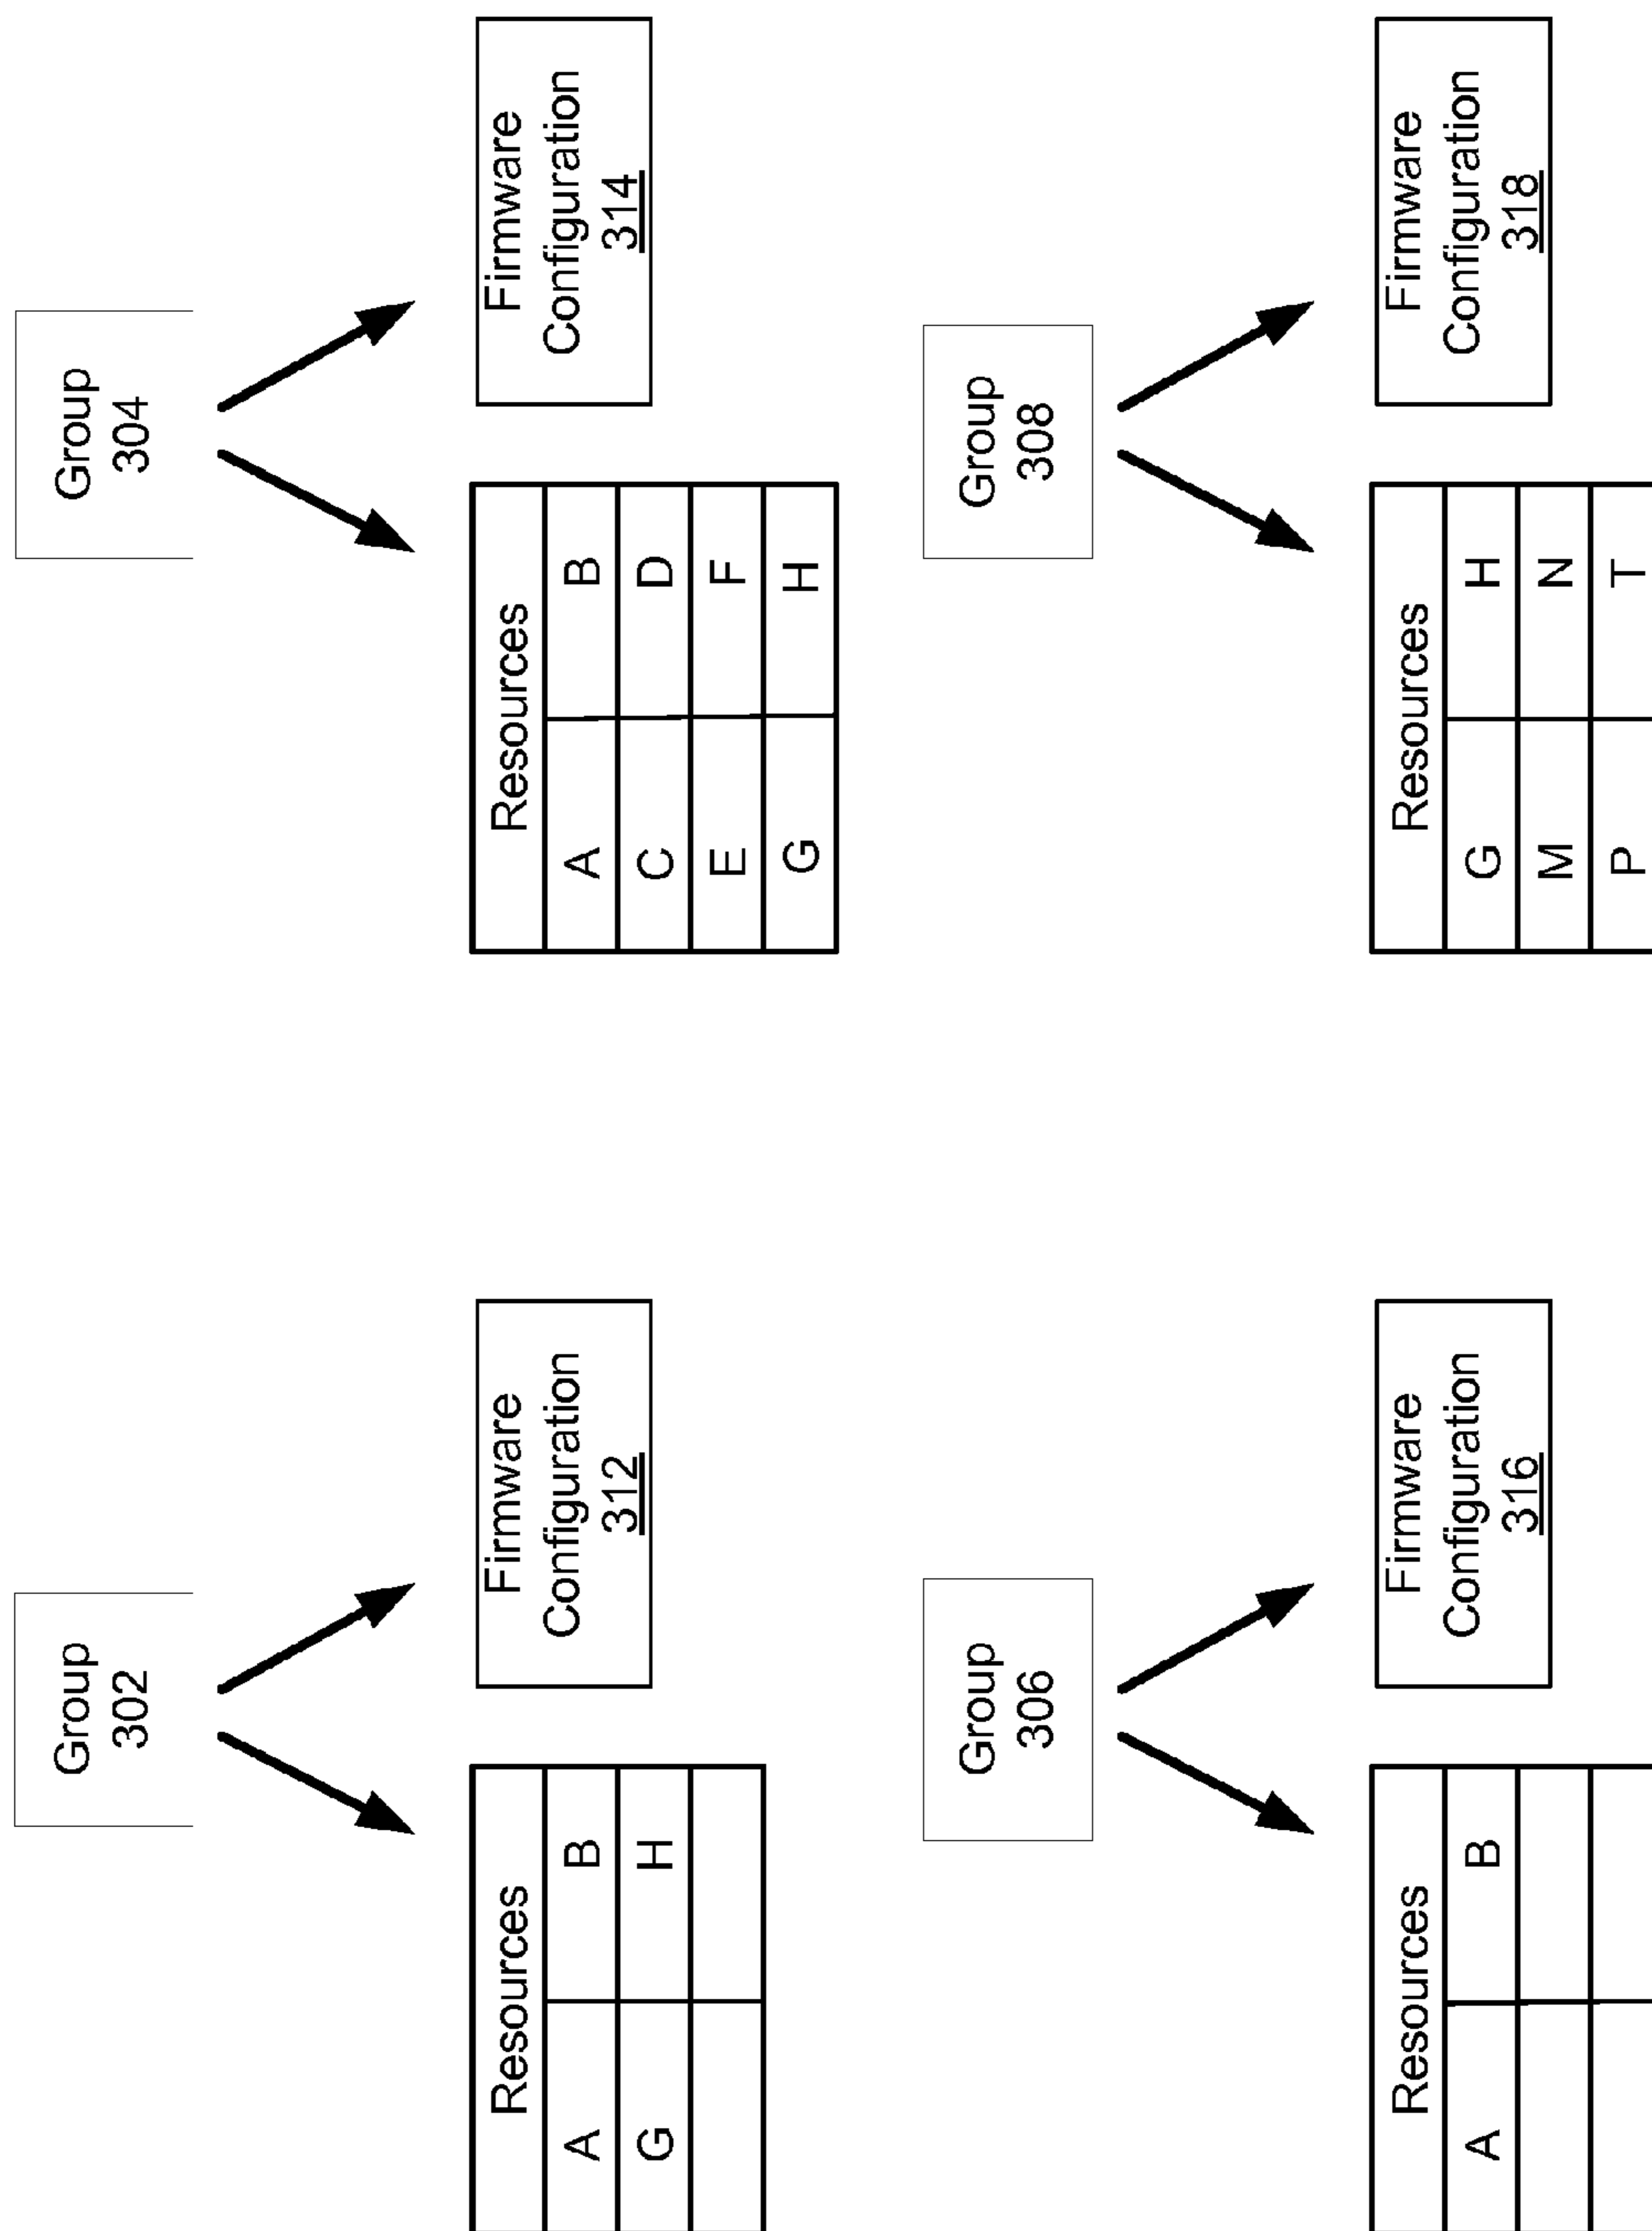 Group
302
Resources
A B
G H
Firmware
Configuration
312
Group
304
Resources
A B
C D
E F
G H
Firmware
Configuration
314
Group
306
Resources
A B
Firmware
Configuration
316
Group
308
Resources
G H
M N
P T
Firmware
Configuration
318